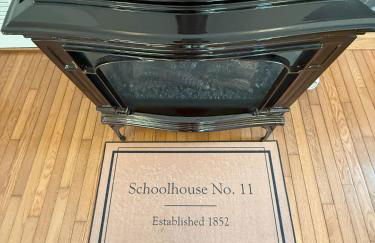 Schoolhouse No. 11
Established 1852